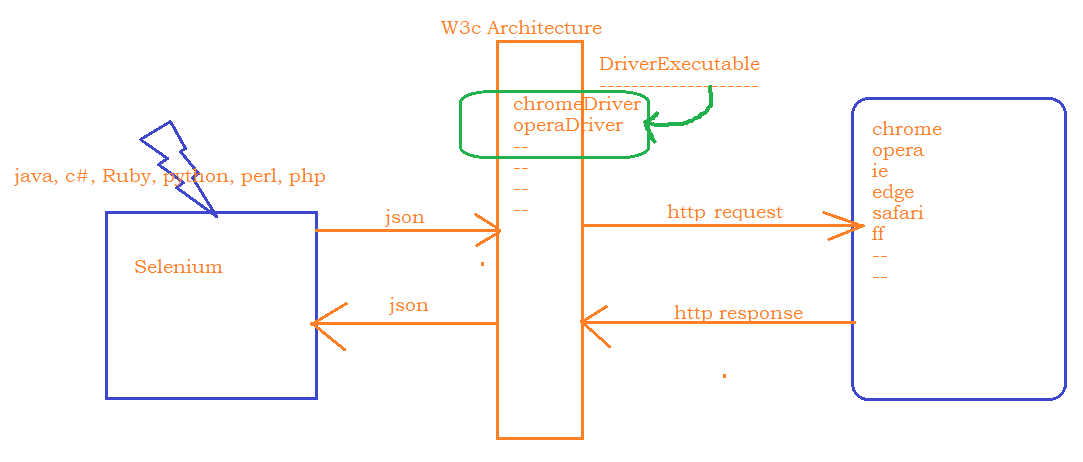 W3c Architecture
DriverExecutable
--------------------
chromeDriver
operaDriver
--
--
--
--
java, c#, Ruby, python, perl, php
Selenium
json
json
http request
http response
chrome
opera
ie
edge
safari
ff
--
--